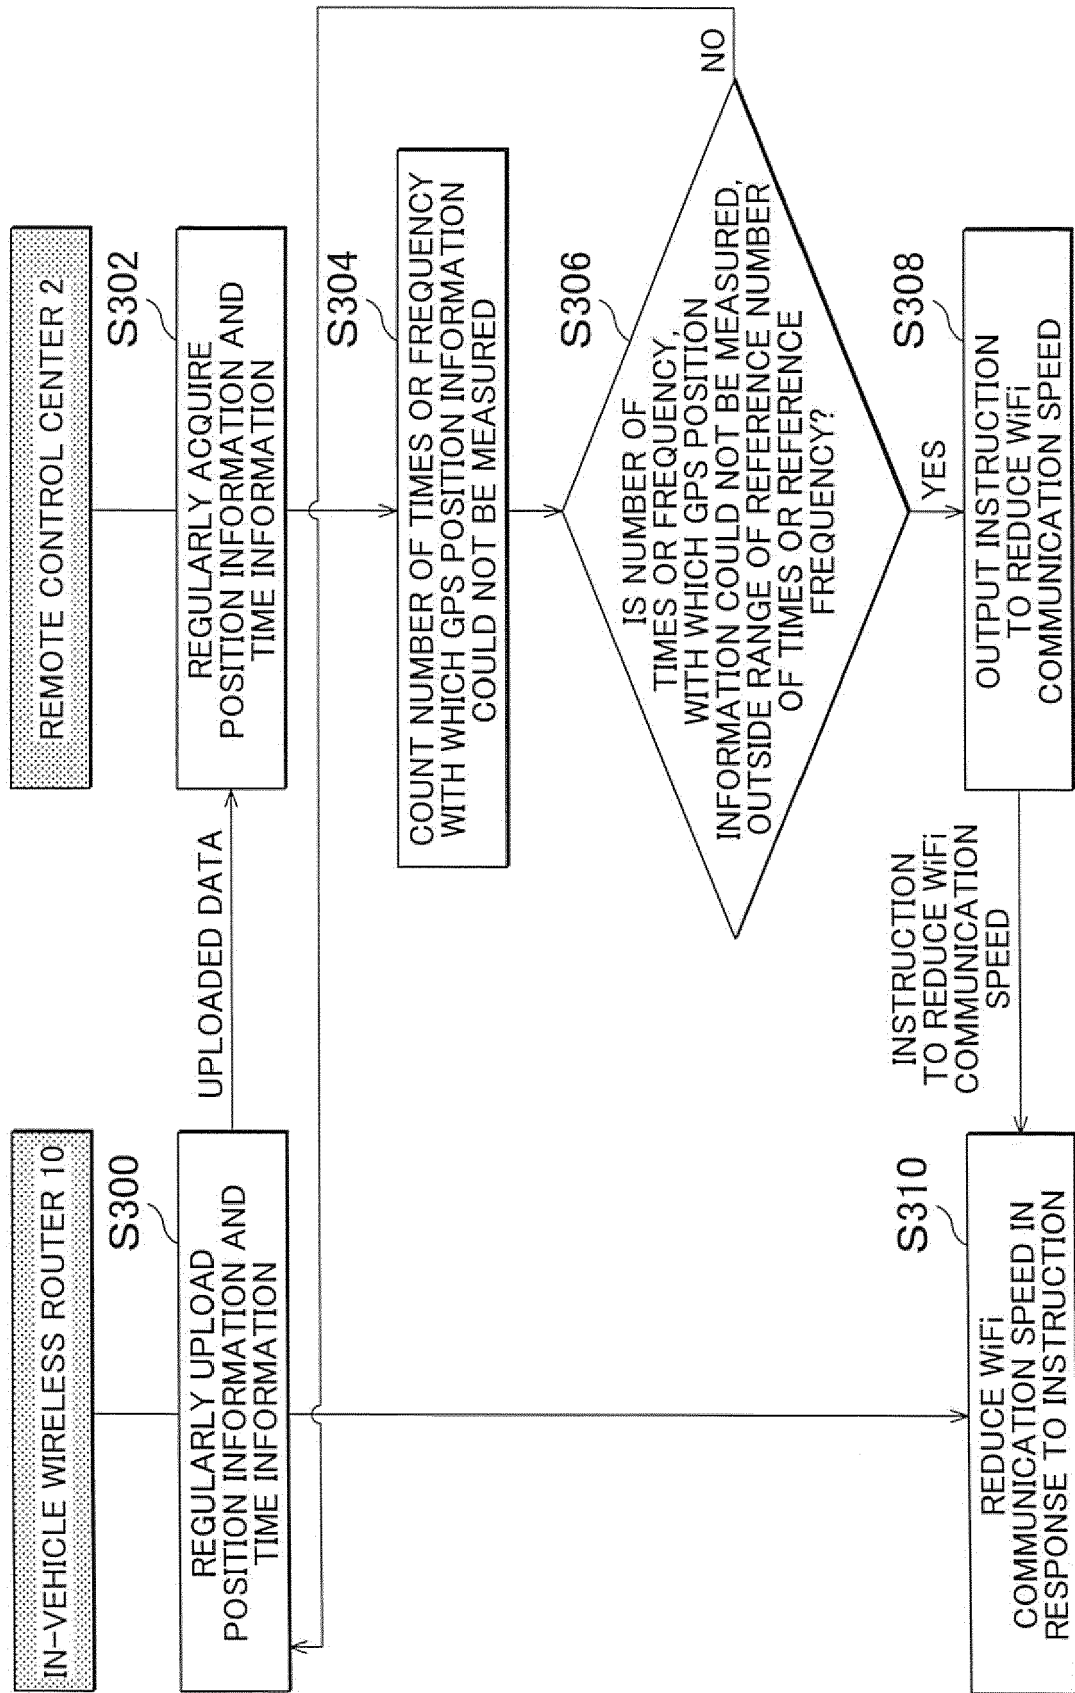 IN-VEHICLE WIRELESS ROUTER 10
S300
REGULARLY UPLOAD
POSITION INFORMATION AND
TIME INFORMATION
UPLOADED DATA
REMOTE CONTROL CENTER 2
S302
REGULARLY ACQUIRE
POSITION INFORMATION AND
TIME INFORMATION
S304
COUNT NUMBER OF TIMES OR FREQUENCY
WITH WHICH GPS POSITION INFORMATION
COULD NOT BE MEASURED
S306
IS NUMBER OF
TIMES OR FREQUENCY,
WITH WHICH GPS POSITION
INFORMATION COULD NOT BE MEASURED,
OUTSIDE RANGE OF REFERENCE NUMBER
OF TIMES OR REFERENCE
FREQUENCY?
NO
YES
S308
OUTPUT INSTRUCTION
TO REDUCE WiFi
COMMUNICATION SPEED
INSTRUCTION
TO REDUCE WiFi
COMMUNICATION
SPEED
S310
REDUCE WiFi
COMMUNICATION SPEED IN
RESPONSE TO INSTRUCTION